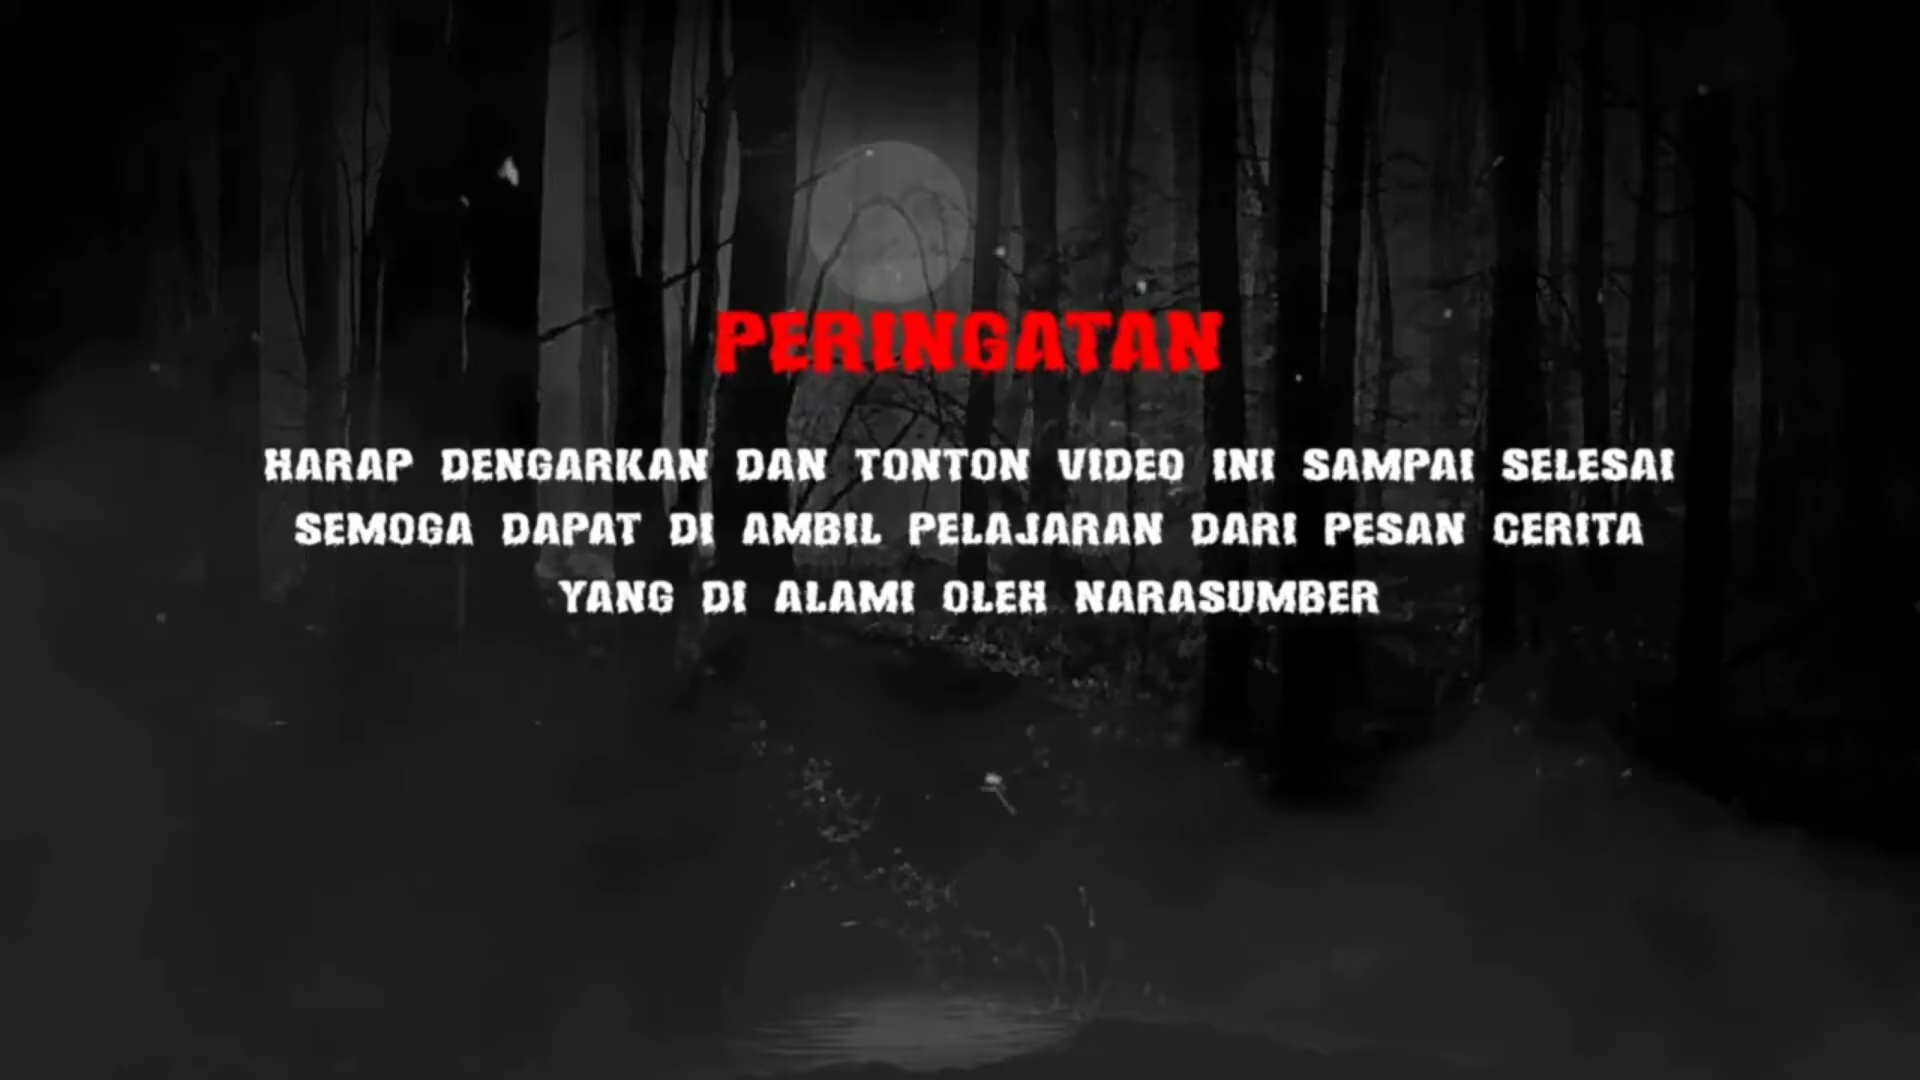 PERINGATAN
HARAP DENGARKAN DAN TONTON VIDEO INI SAMPAI SELESAI
SEMOGA DAPAT DI AMBIL PELAJARAN DARI PESAN CERITA
YANG DI ALAMI OLEH NARASUMBER